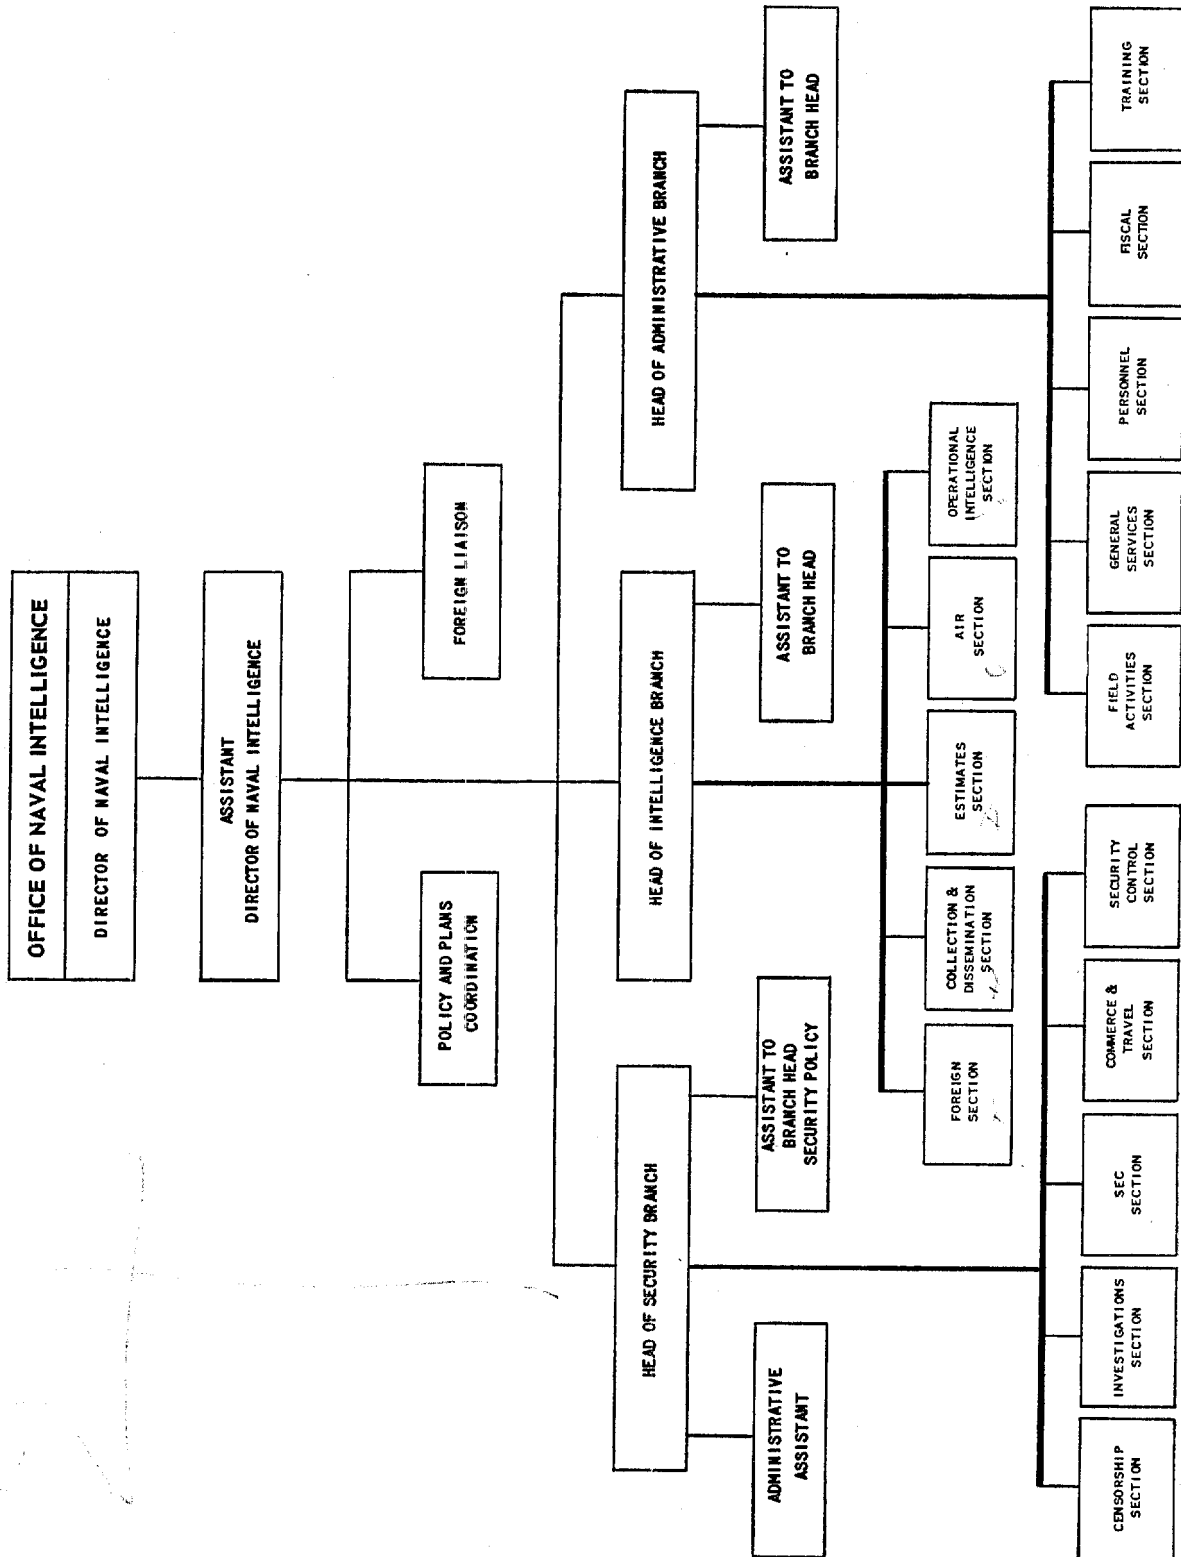 OFFICE OF NAVAL INTELLIGENCE
DIRECTOR OF NAVAL INTELLIGENCE
ASSISTANT
DIRECTOR OF NAVAL INTELLIGENCE
POLICY AND PLANS
COORDINATION
FOREIGN LIAISON
HEAD OF SECURITY BRANCH
HEAD OF INTELLIGENCE BRANCH
HEAD OF ADMINISTRATIVE BRANCH
ADMINISTRATIVE
ASSISTANT
ASSISTANT TO
BRANCH HEAD
SECURITY POLICY
ASSISTANT TO
BRANCH HEAD
ASSISTANT TO
BRANCH HEAD
FOREIGN
SECTION
COLLECTION &
DISSEMINATION
SECTION
ESTIMATES
SECTION
AIR
SECTION
OPERATIONAL
INTELLIGENCE
SECTION
CENSORSHIP
SECTION
INVESTIGATIONS
SECTION
SEC
SECTION
COMMERCE &
TRAVEL
SECTION
SECURITY
CONTROL
SECTION
FIELD
ACTIVITIES
SECTION
GENERAL
SERVICES
SECTION
PERSONNEL
SECTION
FISCAL
SECTION
TRAINING
SECTION